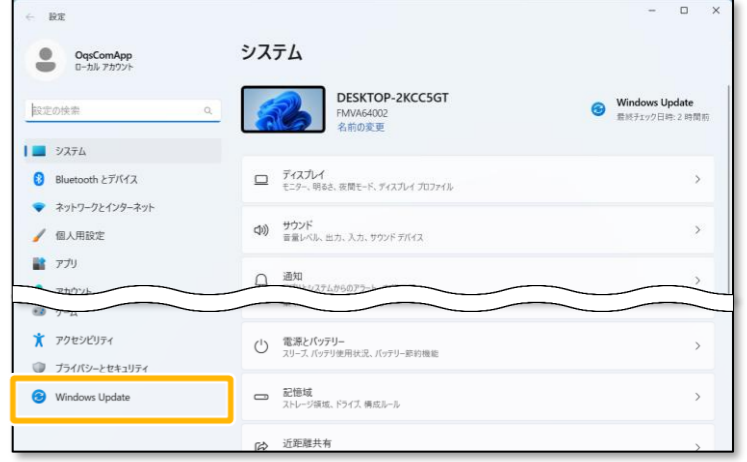 設定
OqsComApp
ローカル アカウント
設定の検索
システム
Bluetooth とデバイス
ネットワークとインターネット
個人用設定
アプリ
アカウント
ゲーム
アクセシビリティ
プライバシーとセキュリティ
Windows Update
システム
DESKTOP-2KCC5GT
FMVA64002
名前の変更
Windows Update
最終チェック日時: 2 時間前
ディスプレイ
モニター、明るさ、夜間モード、ディスプレイ プロファイル
サウンド
音量レベル、出力、入力、サウンド デバイス
通知
電源とバッテリー
スリープ、バッテリ使用状況、バッテリー節約機能
記憶域
ストレージ領域、ドライブ、構成ルール
近距離共有